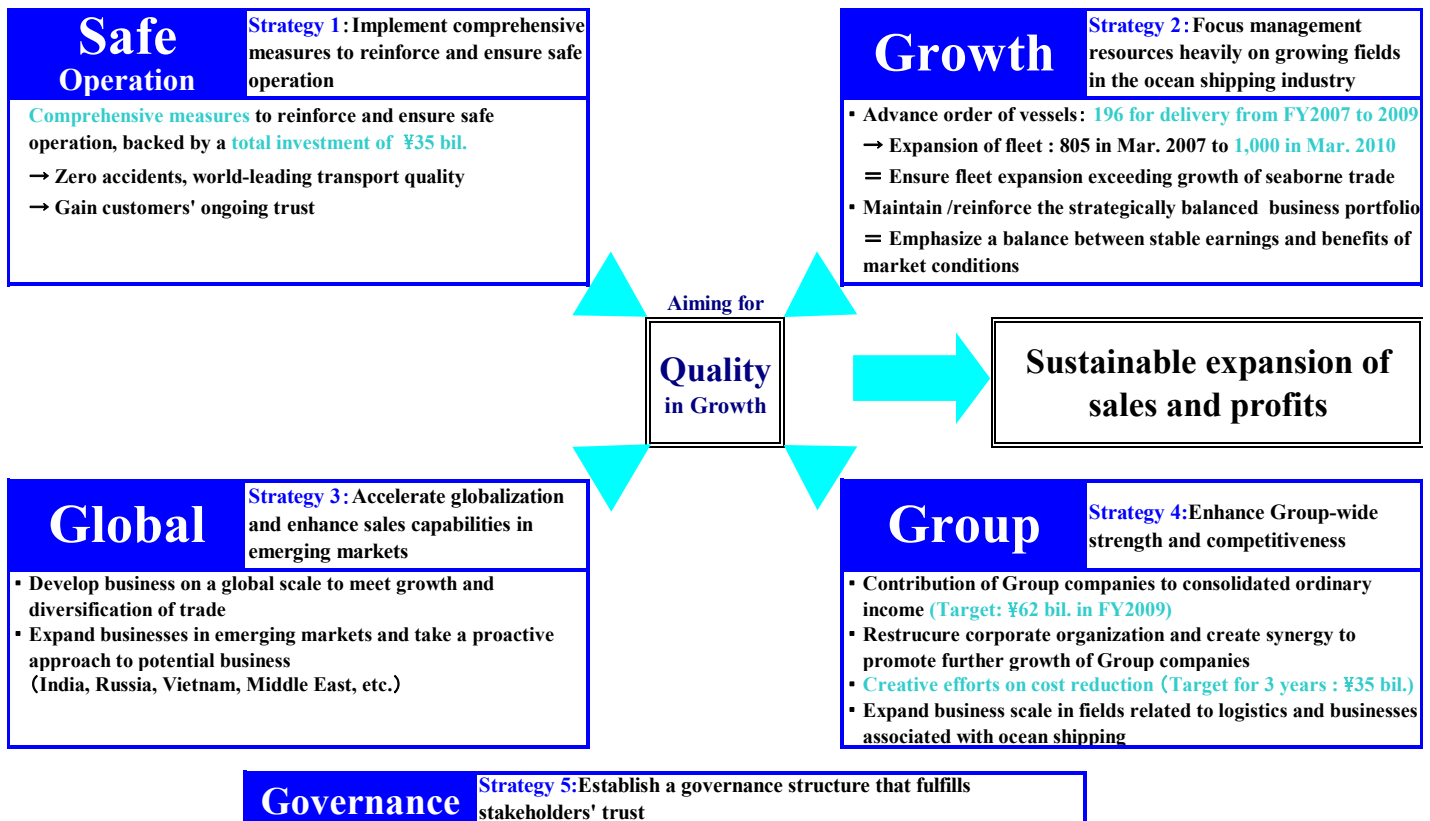 Safe
Operation
Strategy 1：Implement comprehensive
measures to reinforce and ensure safe
operation
Comprehensive measures to reinforce and ensure safe
operation, backed by a total investment of ¥35 bil.
→ Zero accidents, world-leading transport quality
→ Gain customers' ongoing trust
Growth
Strategy 2：Focus management
resources heavily on growing fields
in the ocean shipping industry
▪ Advance order of vessels： 196 for delivery from FY2007 to 2009
→ Expansion of fleet : 805 in Mar. 2007 to 1,000 in Mar. 2010
＝ Ensure fleet expansion exceeding growth of seaborne trade
▪ Maintain /reinforce the strategically balanced business portfolio
＝ Emphasize a balance between stable earnings and benefits of
market conditions
Aiming for
Quality
in Growth
Sustainable expansion of
sales and profits
Global
Strategy 3：Accelerate globalization
and enhance sales capabilities in
emerging markets
▪ Develop business on a global scale to meet growth and
diversification of trade
▪ Expand businesses in emerging markets and take a proactive
approach to potential business
（India, Russia, Vietnam, Middle East, etc.）
Group
Strategy 4:Enhance Group-wide
strength and competitiveness
▪ Contribution of Group companies to consolidated ordinary
income (Target: ¥62 bil. in FY2009)
▪ Restrucure corporate organization and create synergy to
promote further growth of Group companies
▪ Creative efforts on cost reduction（Target for 3 years : ¥35 bil.）
▪ Expand business scale in fields related to logistics and businesses
associated with ocean shipping
Governance
Strategy 5:Establish a governance structure that fulfills
stakeholders' trust